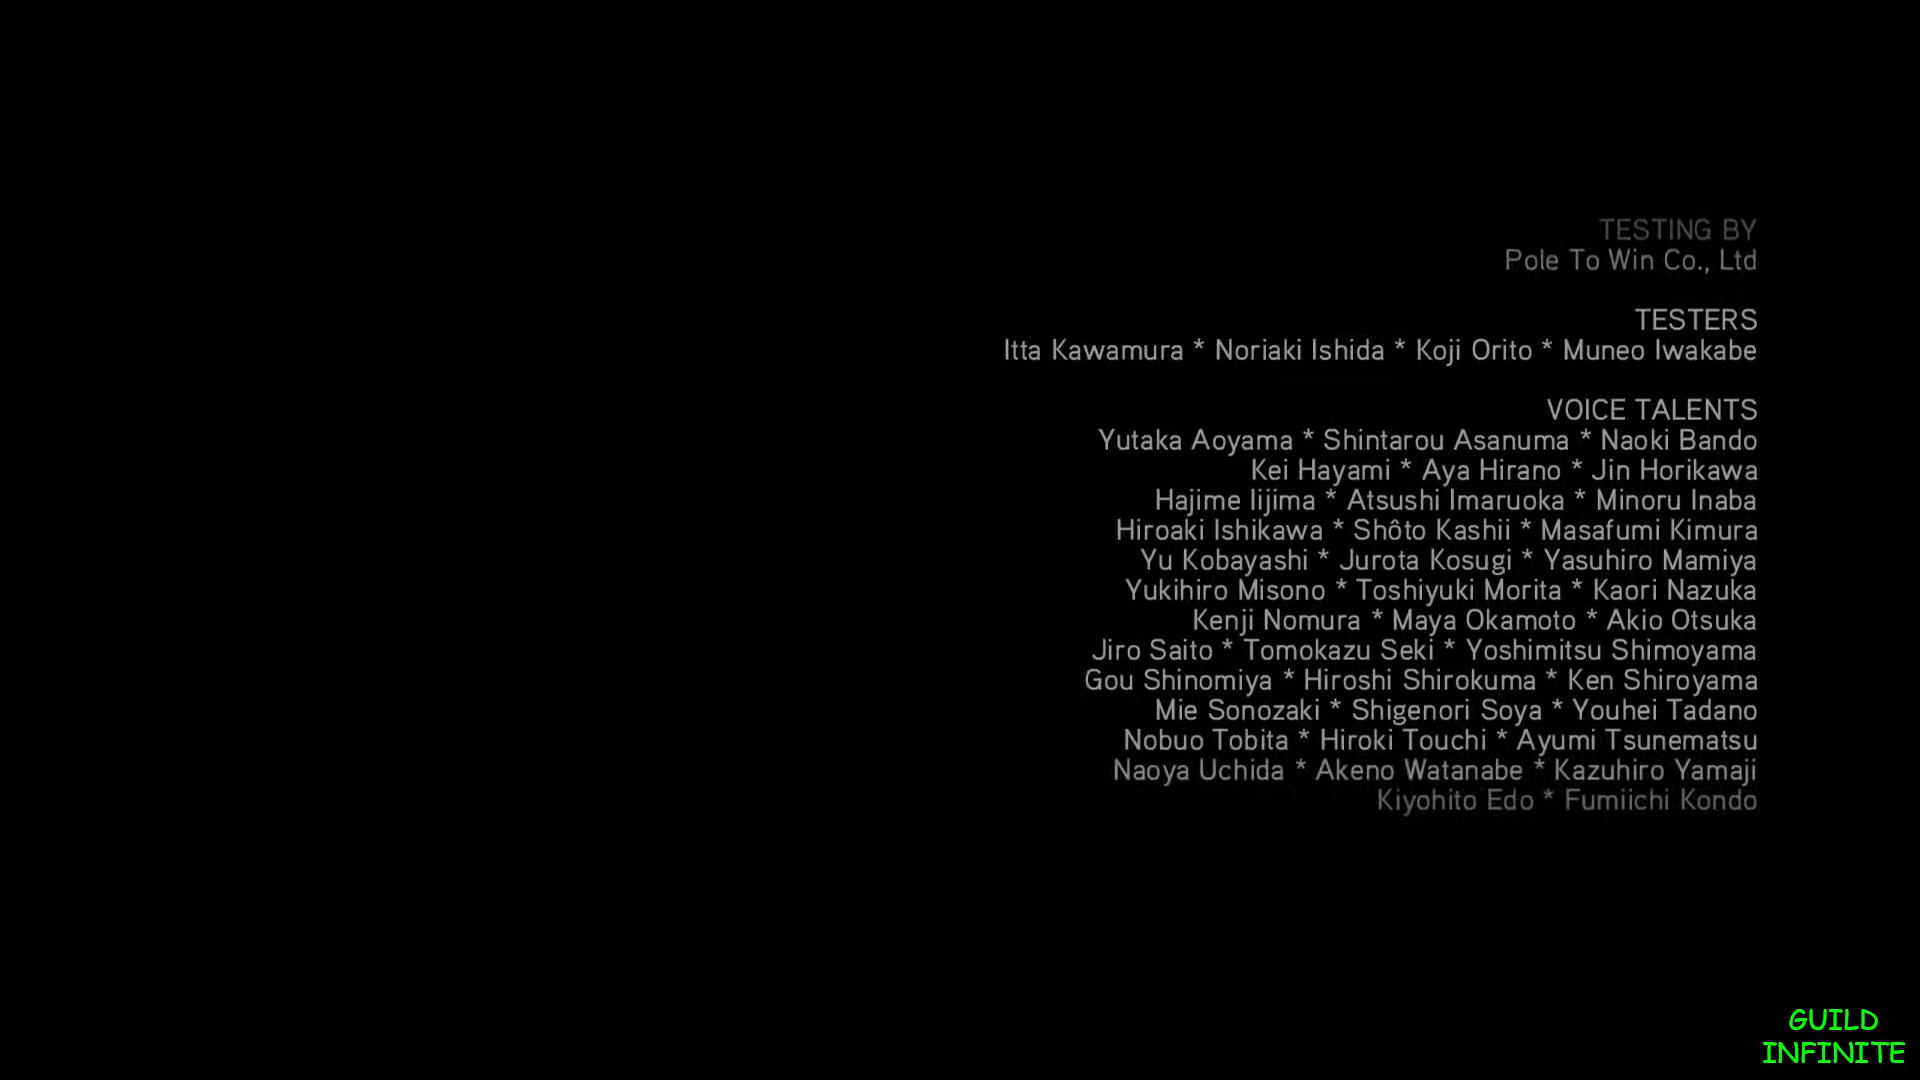 TESTING BY
Pole To Win Co., Ltd
TESTERS
Itta Kawamura * Noriaki Ishida * Koji Orito * Muneo Iwakabe
VOICE TALENTS
Yutaka Aoyama * Shintarou Asanuma * Naoki Bando
Kei Hayami * Aya Hirano * Jin Horikawa
Hajime Iijima * Atsushi Imaruoka * Minoru Inaba
Hiroaki Ishikawa * Shôto Kashii * Masafumi Kimura
Yu Kobayashi * Jurota Kosugi * Yasuhiro Mamiya
Yukihiro Misono * Toshiyuki Morita * Kaori Nazuka
Kenji Nomura * Maya Okamoto * Akio Otsuka
Jiro Saito * Tomokazu Seki * Yoshimitsu Shimoyama
Gou Shinomiya * Hiroshi Shirokuma * Ken Shiroyama
Mie Sonozaki * Shigenori Soya * Youhei Tadano
Nobuo Tobita * Hiroki Touchi * Ayumi Tsunematsu
Naoya Uchida * Akeno Watanabe * Kazuhiro Yamaji
Kiyohito Edo * Fumiichi Kondo
GUILD
INFINITE